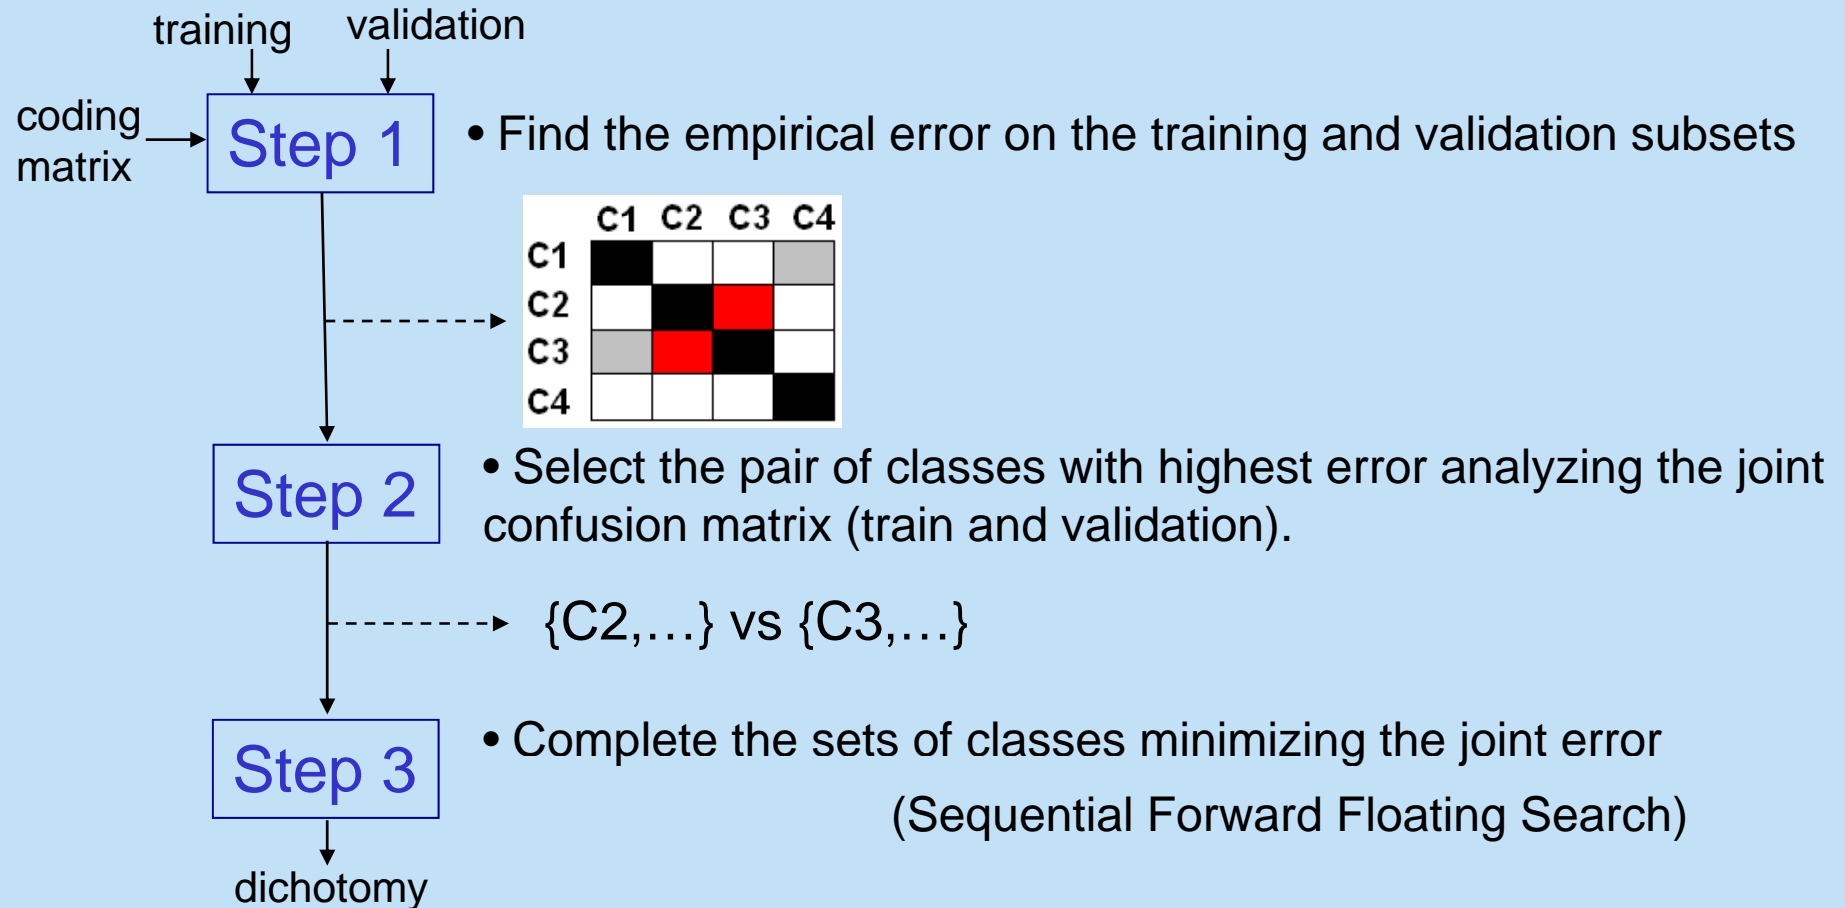 training validation
coding
matrix
Step 1
• Find the empirical error on the training and validation subsets
C1 C2 C3 C4
C1
C2
C3
C4
Step 2
• Select the pair of classes with highest error analyzing the joint
confusion matrix (train and validation).
{C2,…} vs {C3,…}
Step 3
• Complete the sets of classes minimizing the joint error
(Sequential Forward Floating Search)
dichotomy